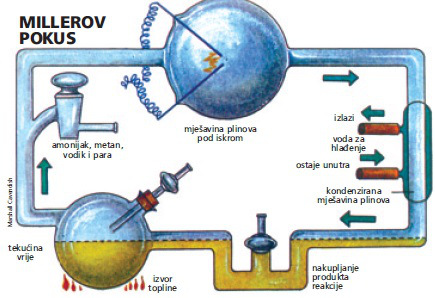 MILLEROV
POKUS
Marshall Cavendish
amonijak, metan,
vodik i para
mješavina plinova
pod iskrom
izlazi
voda za
hlađenje
ostaje unutra
kondenzirana
mješavina plinova
tekućina
vrije
izvor
topline
nakupljanje
produkta
reakcije